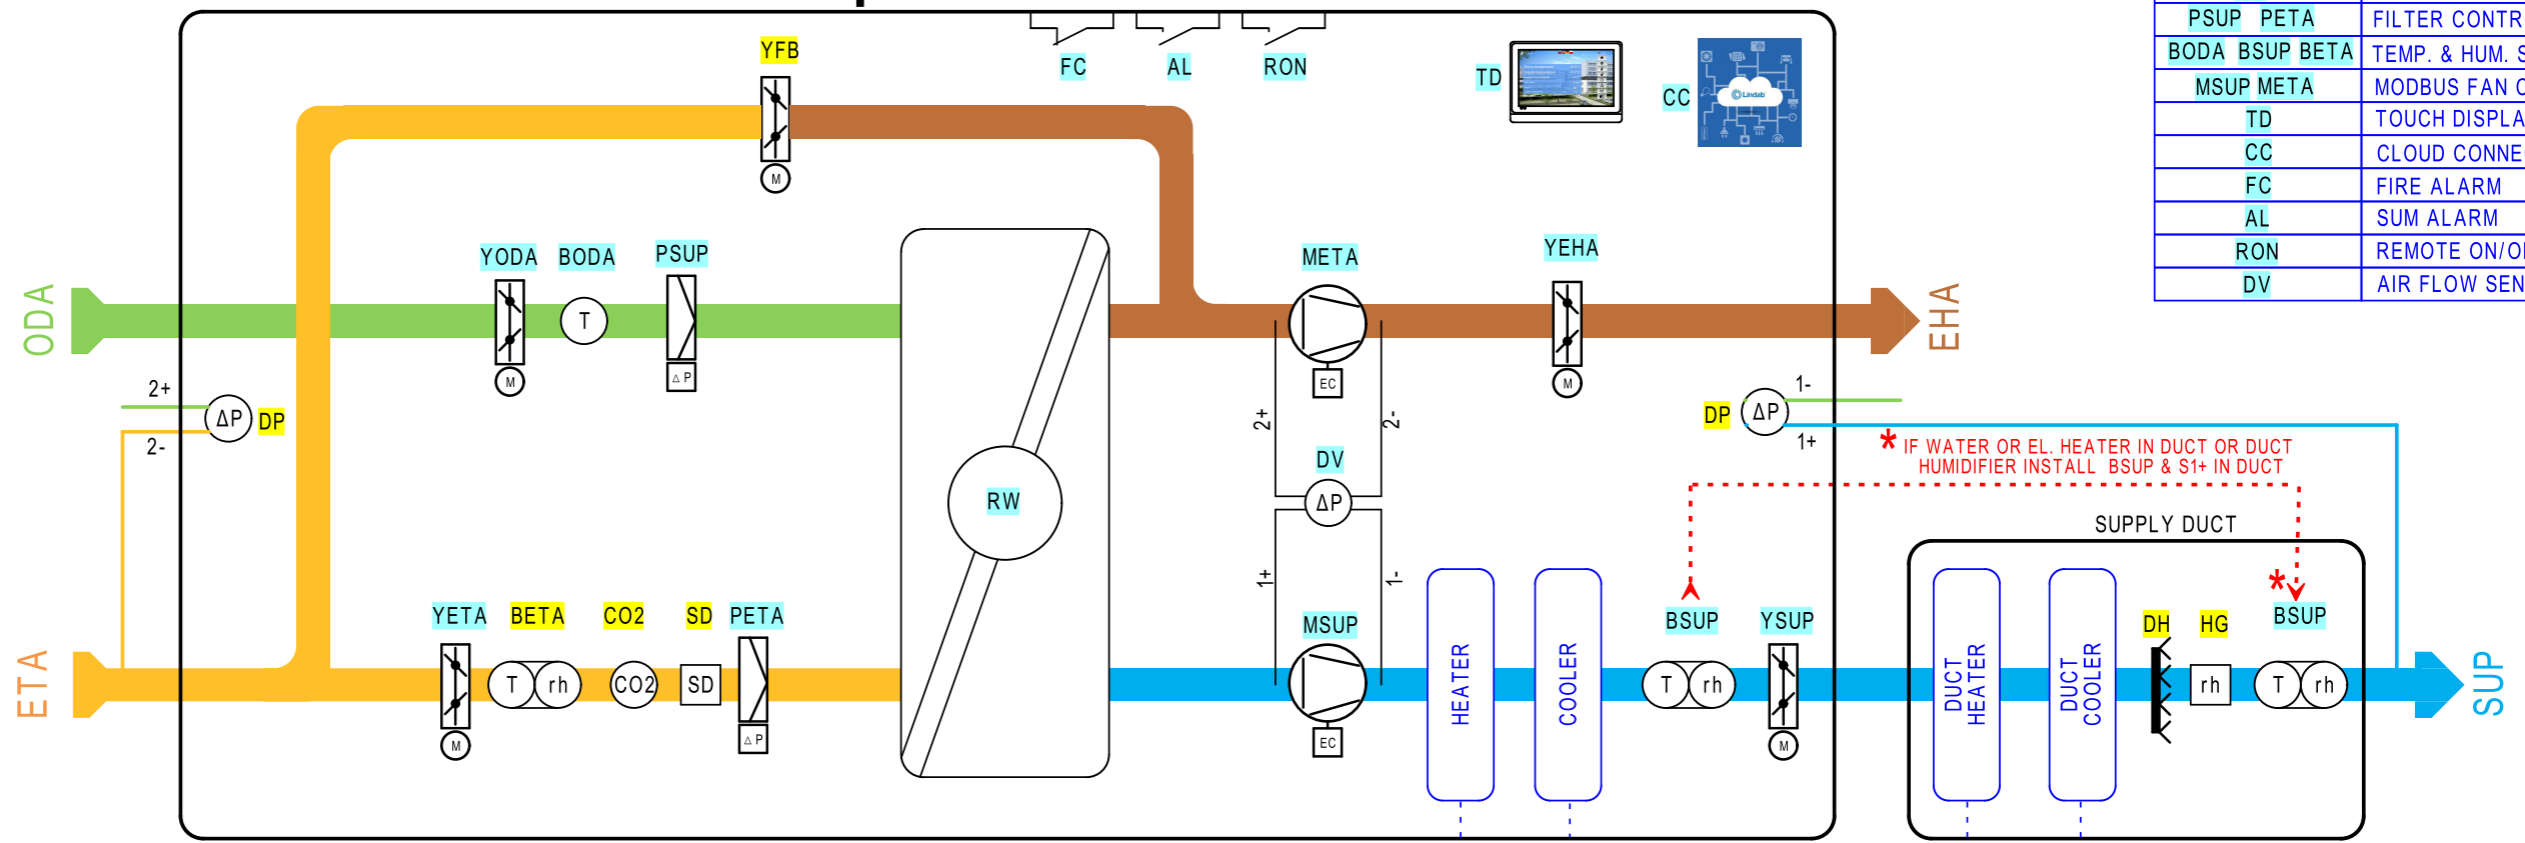 YFB
FC
AL
RON
TD
CC
Lindab
M
YODA
BODA
PSUP
META
YEHA
ODA
T
EHA
M
Δ P
EC
M
2+
2-
ΔP
DP
2+
2-
DV
ΔP
1+
1-
DP
ΔP
1-
1+
* IF WATER OR EL. HEATER IN DUCT OR DUCT
HUMIDIFIER INSTALL BSUP & S1+ IN DUCT
RW
SUPPLY DUCT
YETA
BETA
CO2
SD
PETA
MSUP
BSUP
YSUP
DH
HG
*
BSUP
ETA
T
rh
CO2
SD
HEATER
COOLER
T
rh
DUCT
HEATER
DUCT
COOLER
rh
T
rh
SUP
M
Δ P
EC
M
PSUP PETA
FILTER CONTR
BODA BSUP BETA
TEMP. & HUM. S
MSUP META
MODBUS FAN C
TD
TOUCH DISPLA
CC
CLOUD CONNE
FC
FIRE ALARM
AL
SUM ALARM
RON
REMOTE ON/O
DV
AIR FLOW SEN